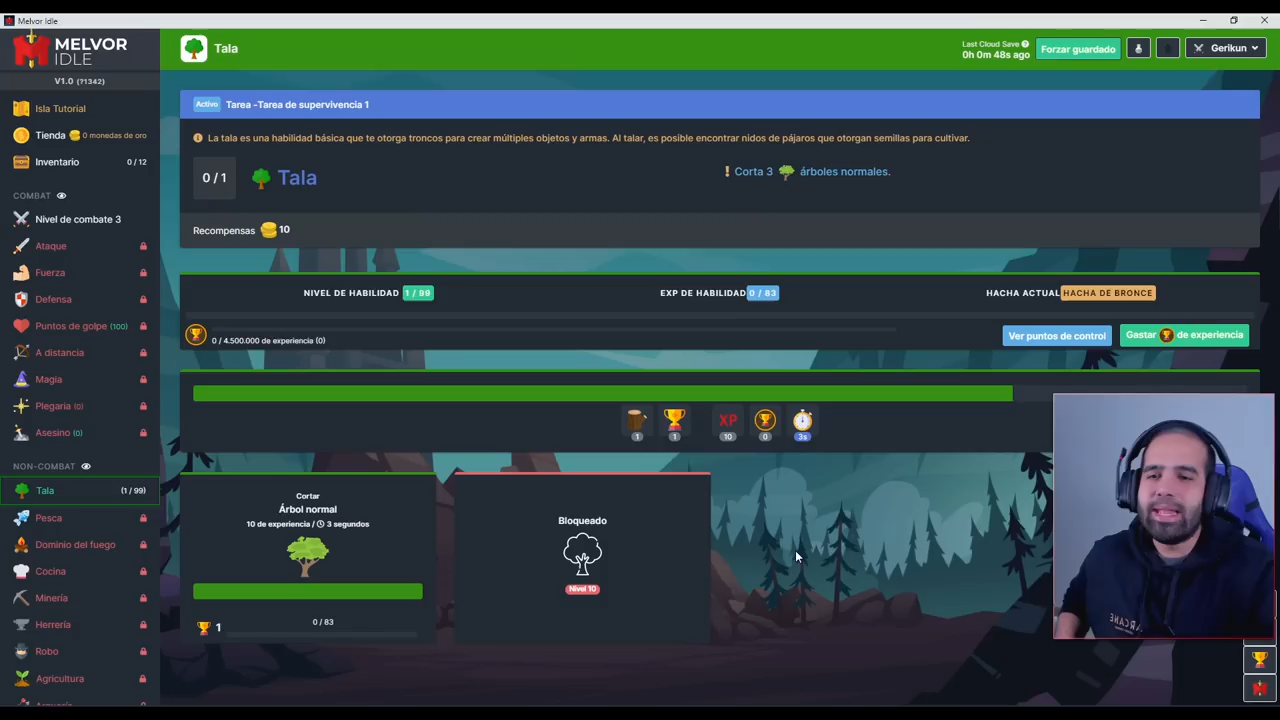 Melvor Idle
MELVOR
IDLE
V1.0 (?1342)
Isla Tutorial
Tienda 0 monedas de oro
Inventario 0 / 12
COMBAT
Nivel de combate 3
Ataque
Fuerza
Defensa
Puntos de golpe (100)
A distancia
Magia
Plegaria (0)
Asesino (0)
NON-COMBAT
Tala (1 / 99)
Pesca
Dominio del fuego
Cocina
Minería
Herrería
Robo
Agricultura
Tala
Last Cloud Save
0h 0m 48s ago
Forzar guardado
Gerikun
Activo Tarea -Tarea de supervivencia 1
La tala es una habilidad básica que te otorga troncos para crear múltiples objetos y armas. Al talar, es posible encontrar nidos de pájaros que otorgan semillas para cultivar.
0 / 1 Tala
Corta 3 árboles normales.
Recompensas 10
NIVEL DE HABILIDAD 1 / 99
EXP DE HABILIDAD 0 / 83
HACHA ACTUAL HACHA DE BRONCE
0 / 4.500.000 de experiencia (0)
Ver puntos de control
Gastar de experiencia
XP
1 1 10 0 3s
Cortar
Árbol normal
10 de experiencia / 3 segundos
1 0 / 83
Bloqueado
Nivel 10
ARCANE